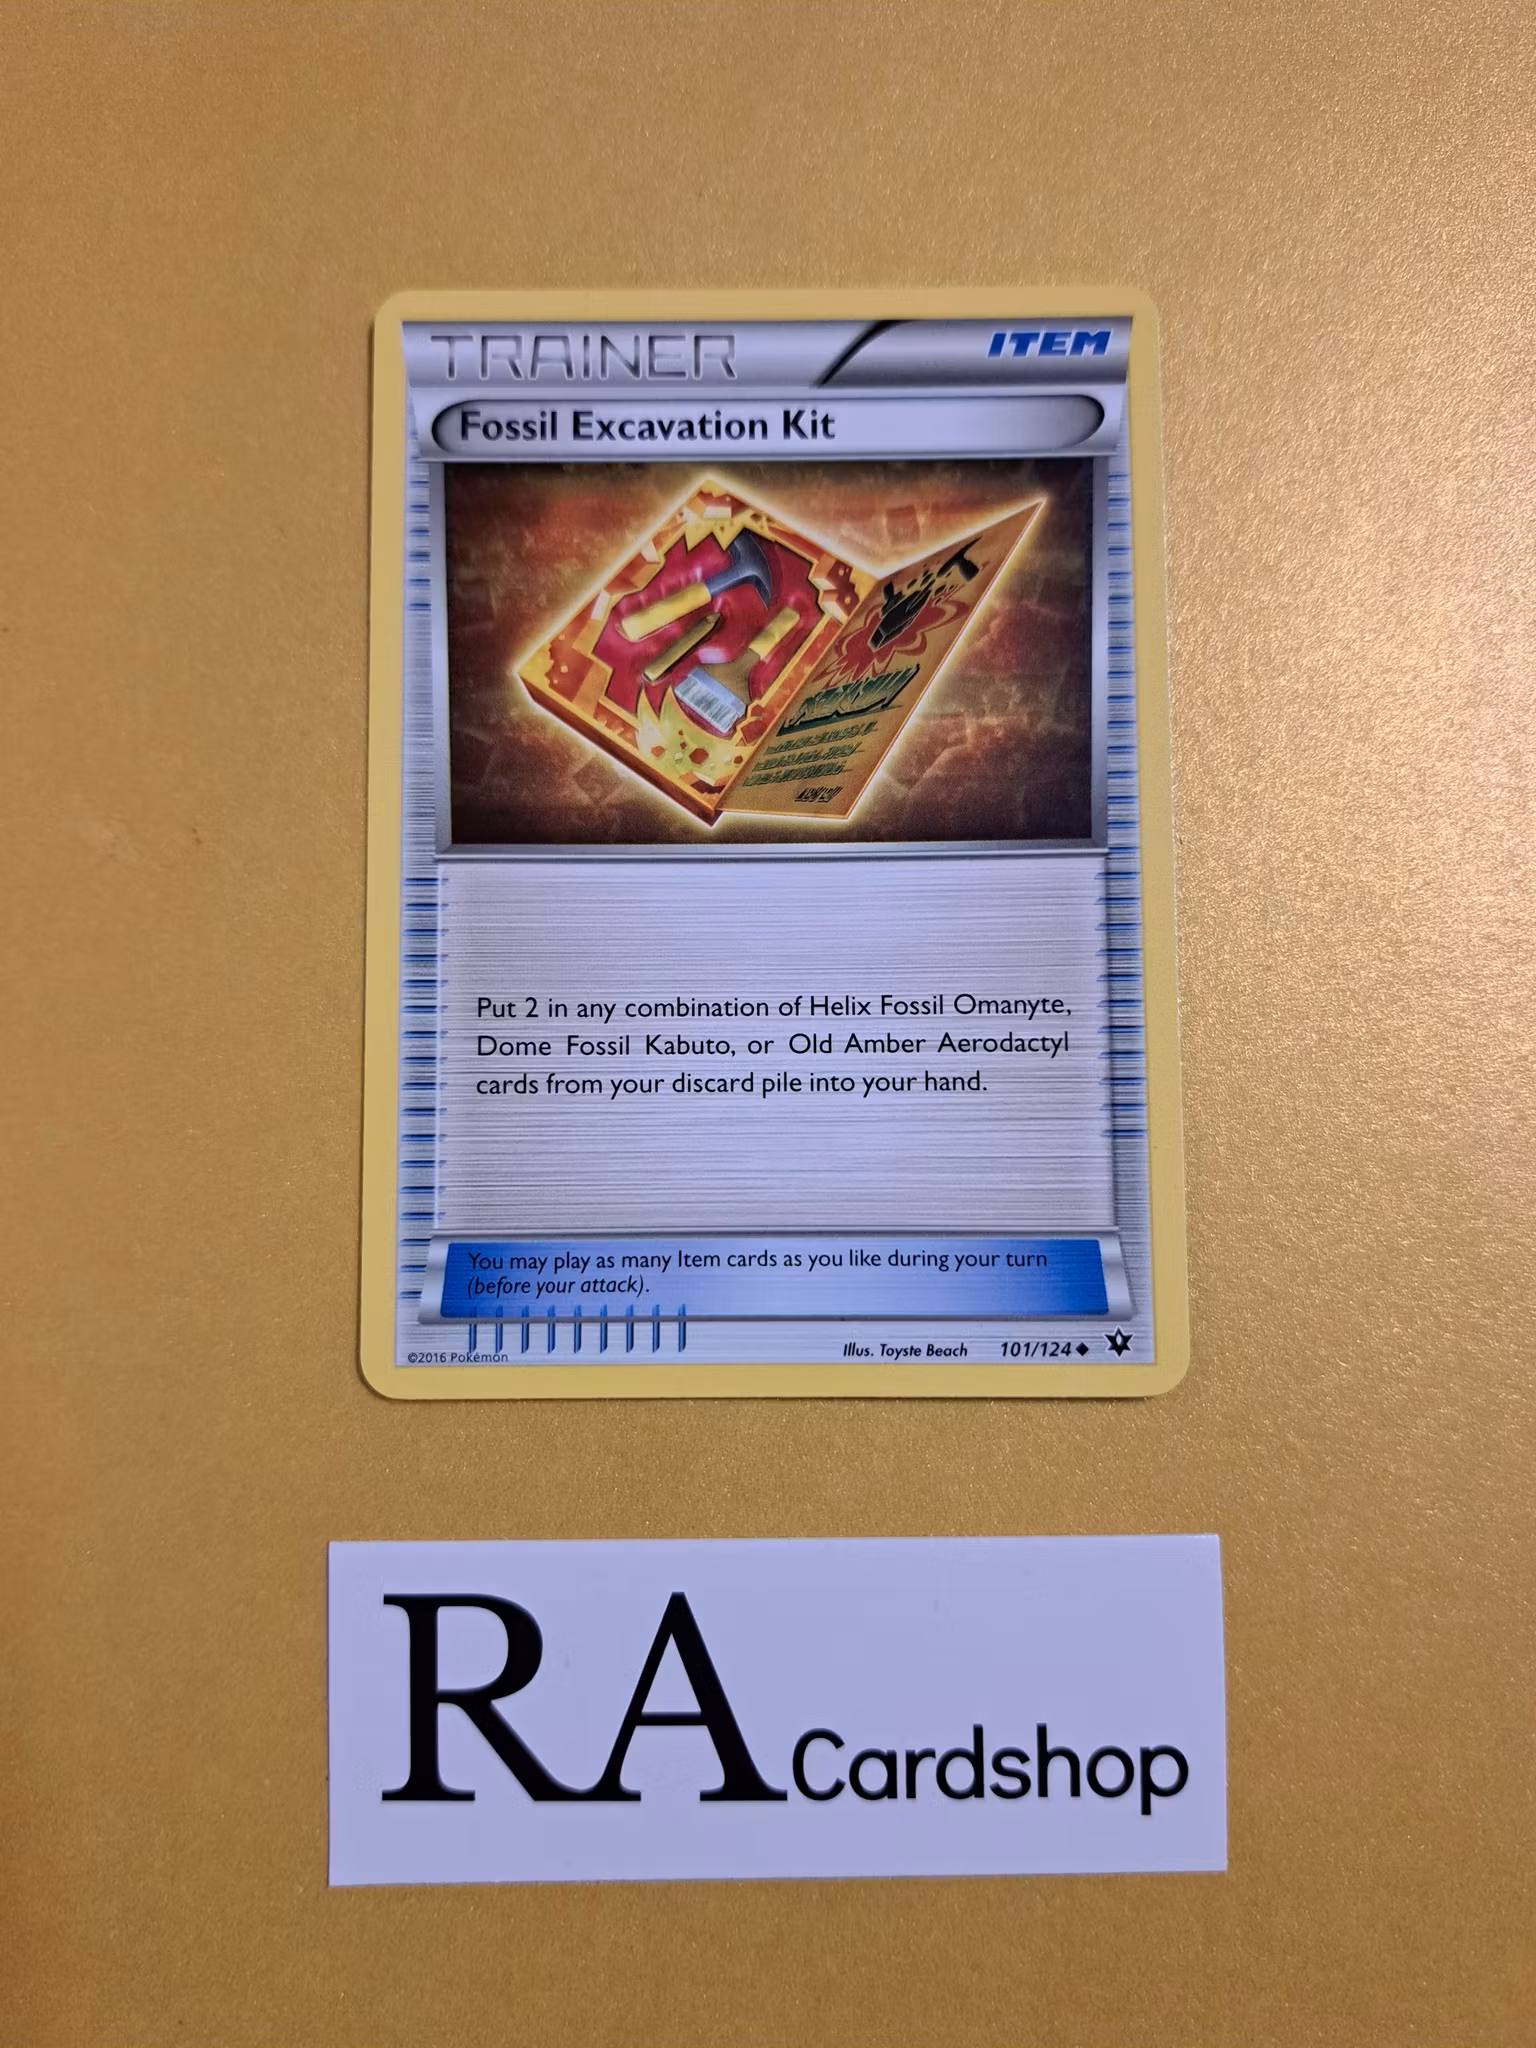 TRAINER
ITEM
Fossil Excavation Kit
Put 2 in any combination of Helix Fossil Omanyte,
Dome Fossil Kabuto, or Old Amber Aerodactyl
cards from your discard pile into your hand.
You may play as many Item cards as you like during your turn
(before your attack).
©2016 Pokémon
Illus. Toyste Beach
101/124
RA Cardshop